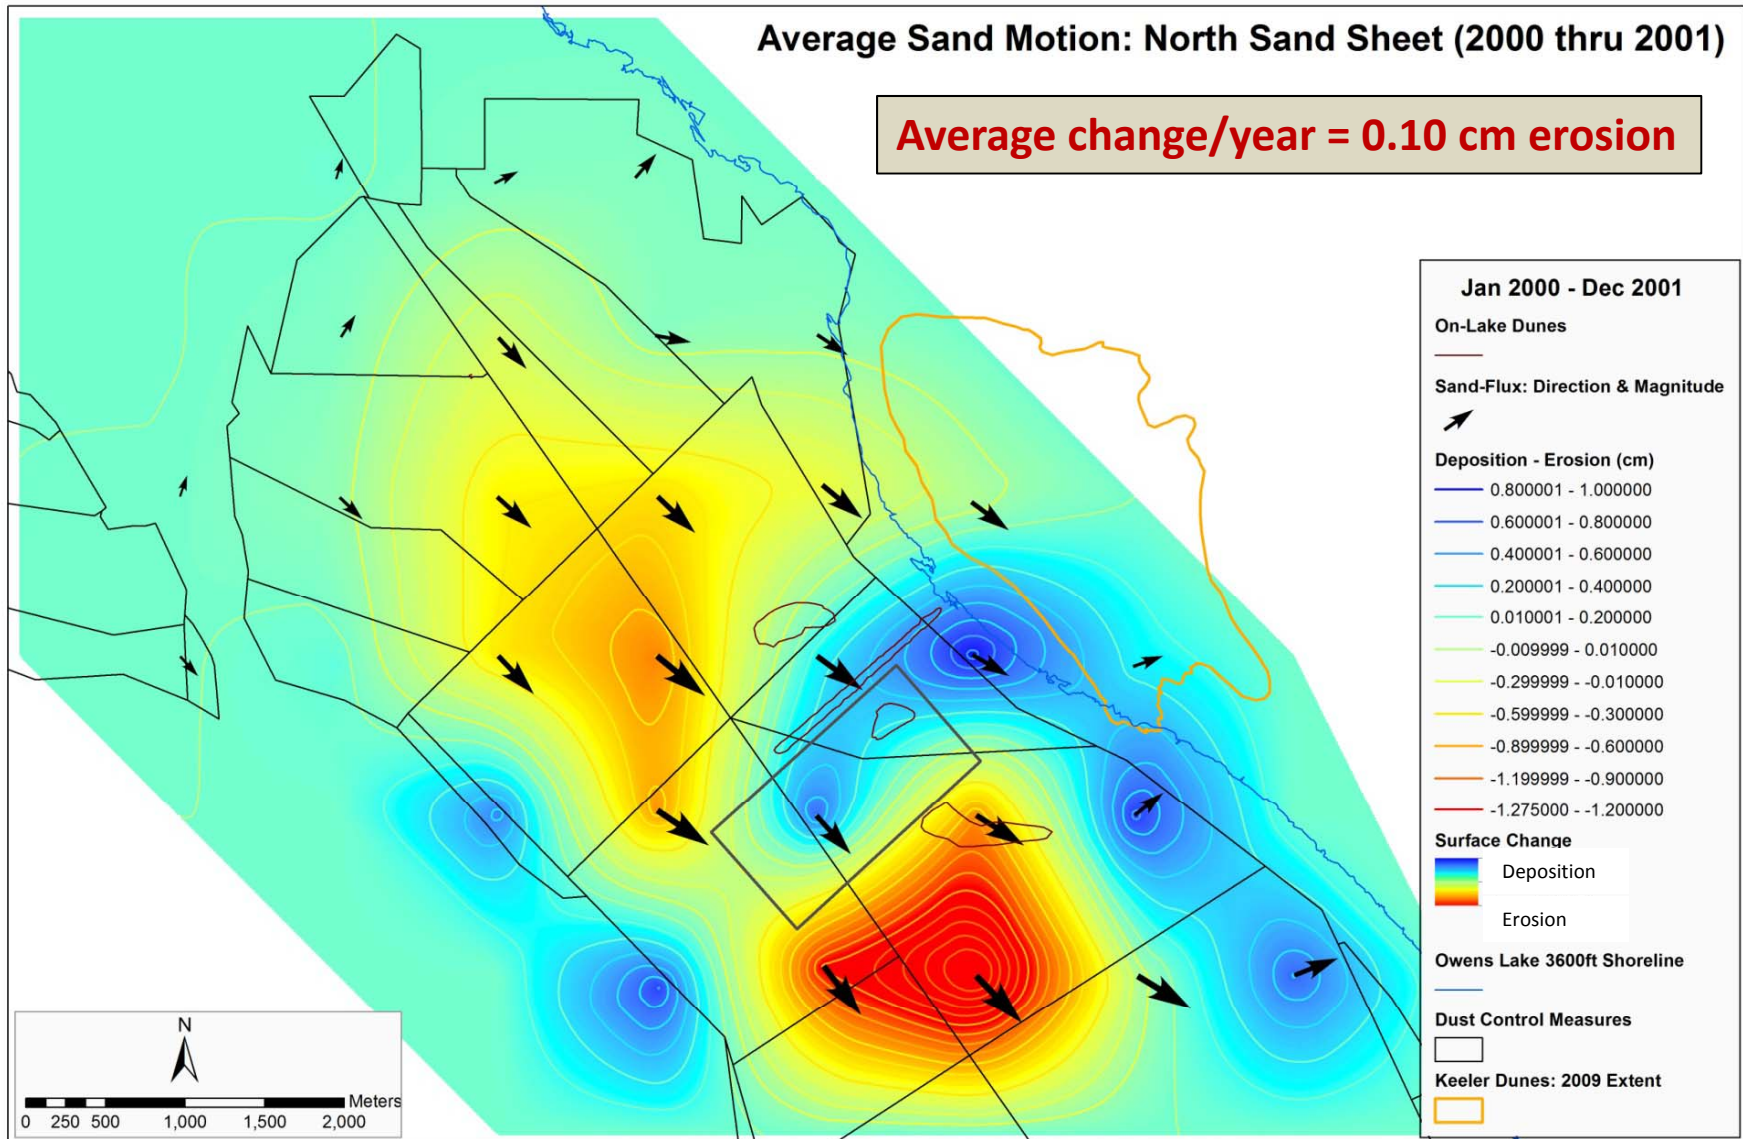 Average Sand Motion: North Sand Sheet (2000 thru 2001)
Average change/year = 0.10 cm erosion
Jan 2000 - Dec 2001
On-Lake Dunes
Sand-Flux: Direction & Magnitude
Deposition - Erosion (cm)
0.800001 - 1.000000
0.600001 - 0.800000
0.400001 - 0.600000
0.200001 - 0.400000
0.010001 - 0.200000
-0.009999 - 0.010000
-0.299999 - -0.010000
-0.599999 - -0.300000
-0.899999 - -0.600000
-1.199999 - -0.900000
-1.275000 - -1.200000
Surface Change
Deposition
Erosion
Owens Lake 3600ft Shoreline
Dust Control Measures
Keeler Dunes: 2009 Extent
N
Meters
0 250 500 1,000 1,500 2,000